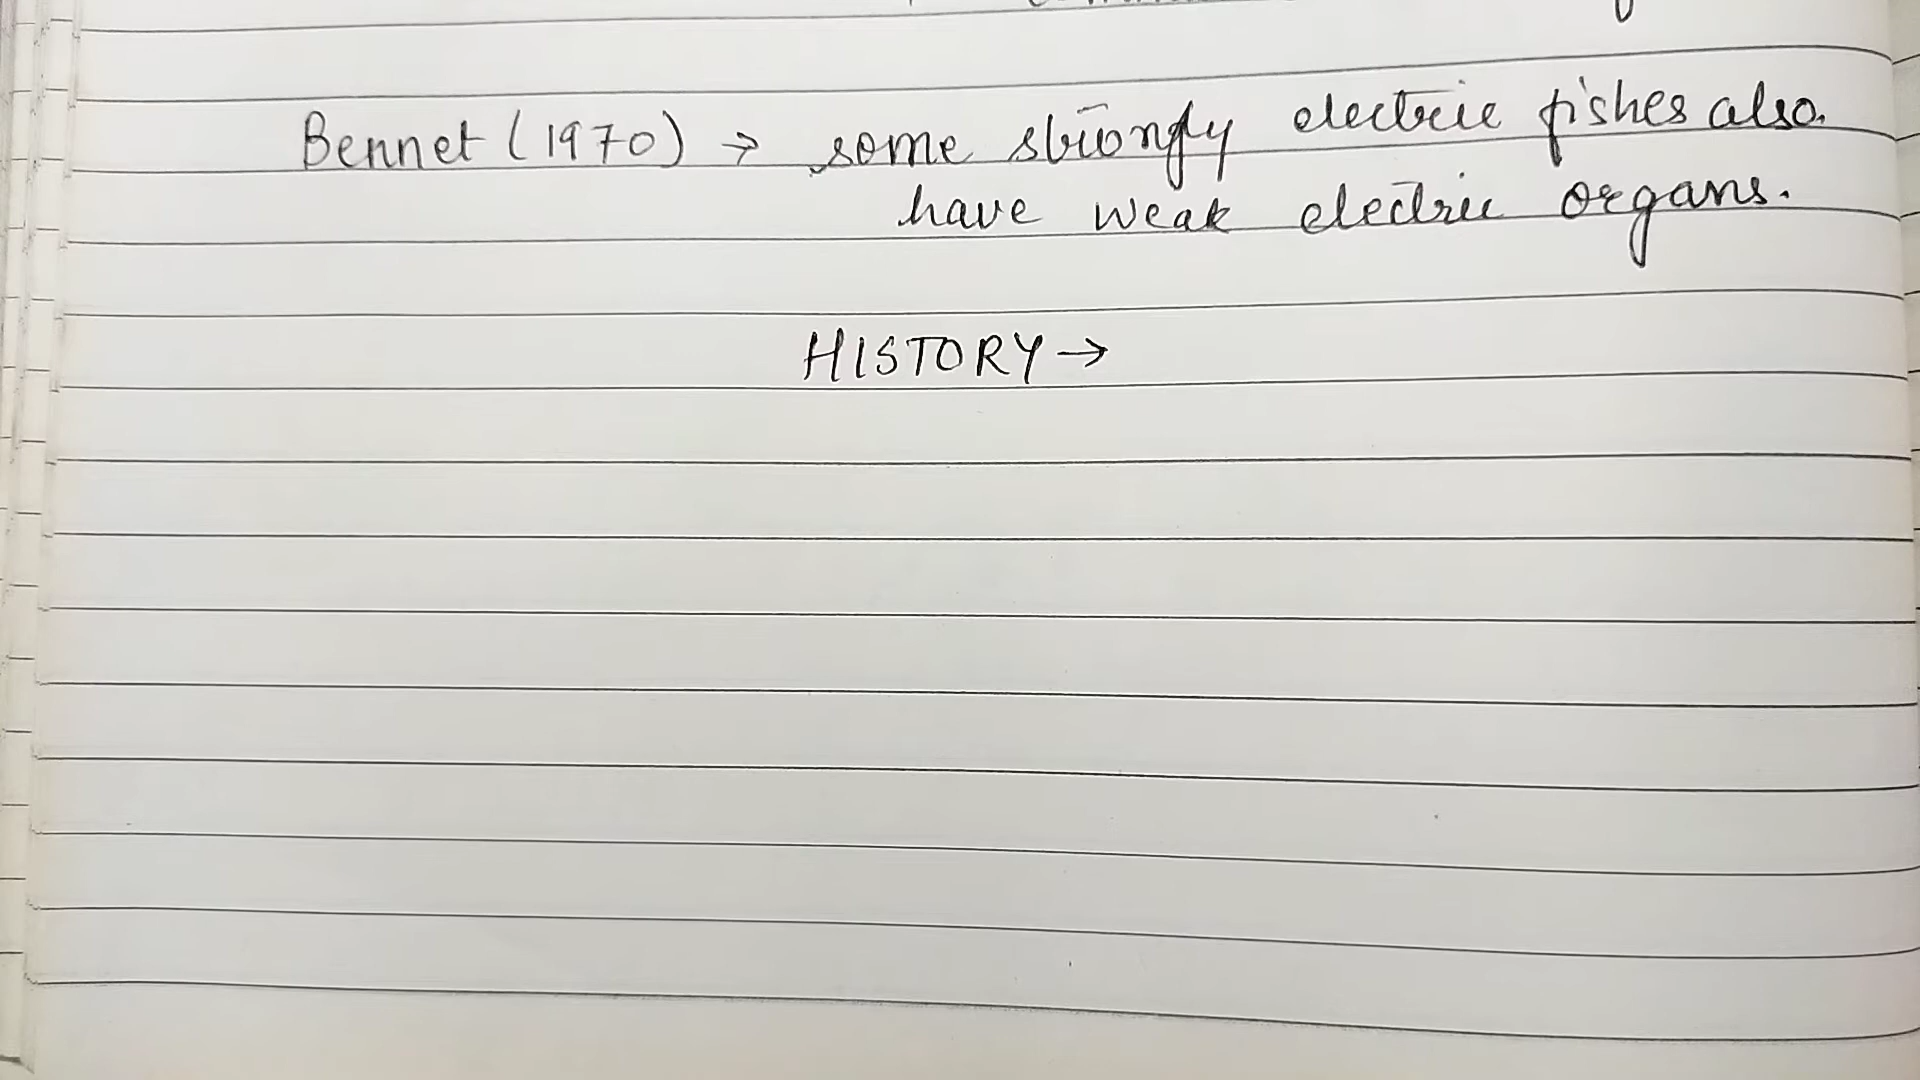 Bennet (1970) → some strongly electric fishes also
have weak electric organs.
HISTORY →